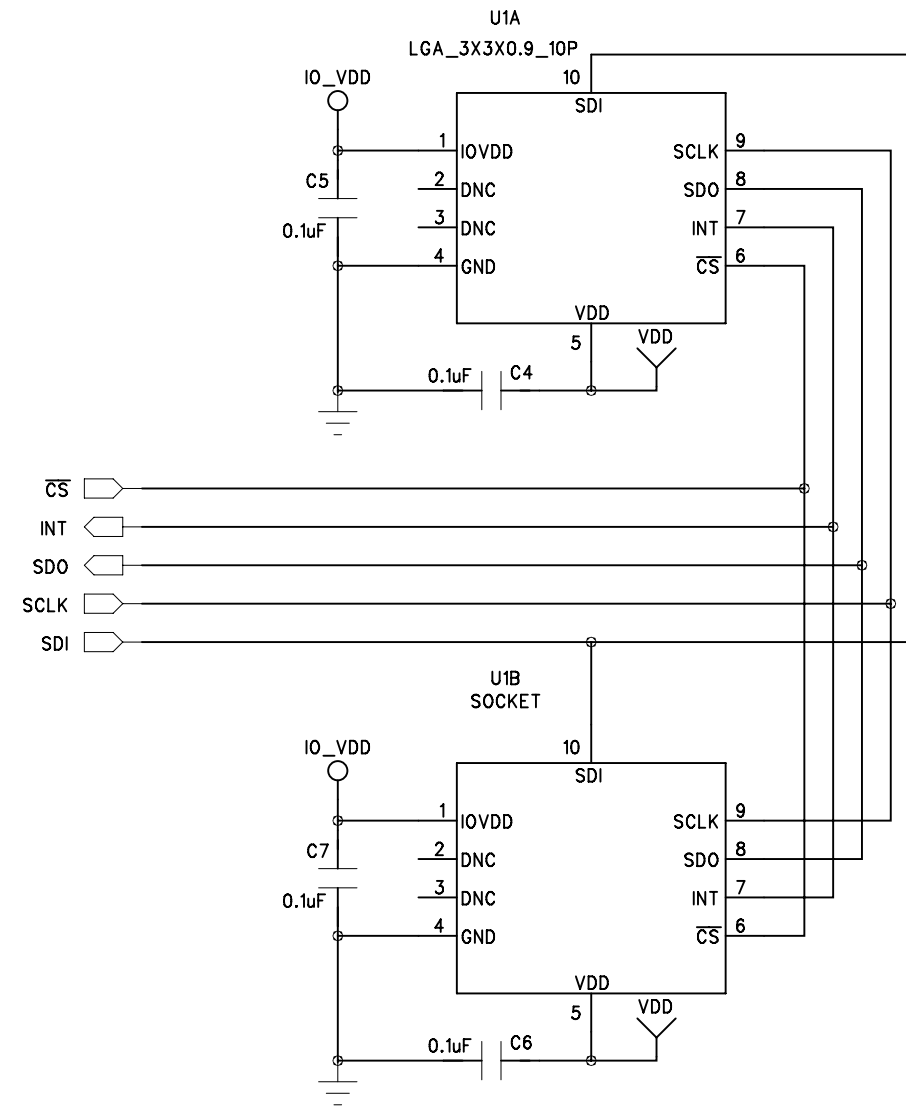 U1A
LGA_3X3X0.9_10P
IO_VDD
10
SDI
1 IOVDD
SCLK 9
C5
2 DNC
SDO 8
0.1uF
3 DNC
INT 7
4 GND
C̅S̅ 6
VDD
5
VDD
0.1uF
C4
C̅S̅
INT
SDO
SCLK
SDI
U1B
SOCKET
IO_VDD
10
SDI
1 IOVDD
SCLK 9
C7
2 DNC
SDO 8
0.1uF
3 DNC
INT 7
4 GND
C̅S̅ 6
VDD
5
VDD
0.1uF
C6